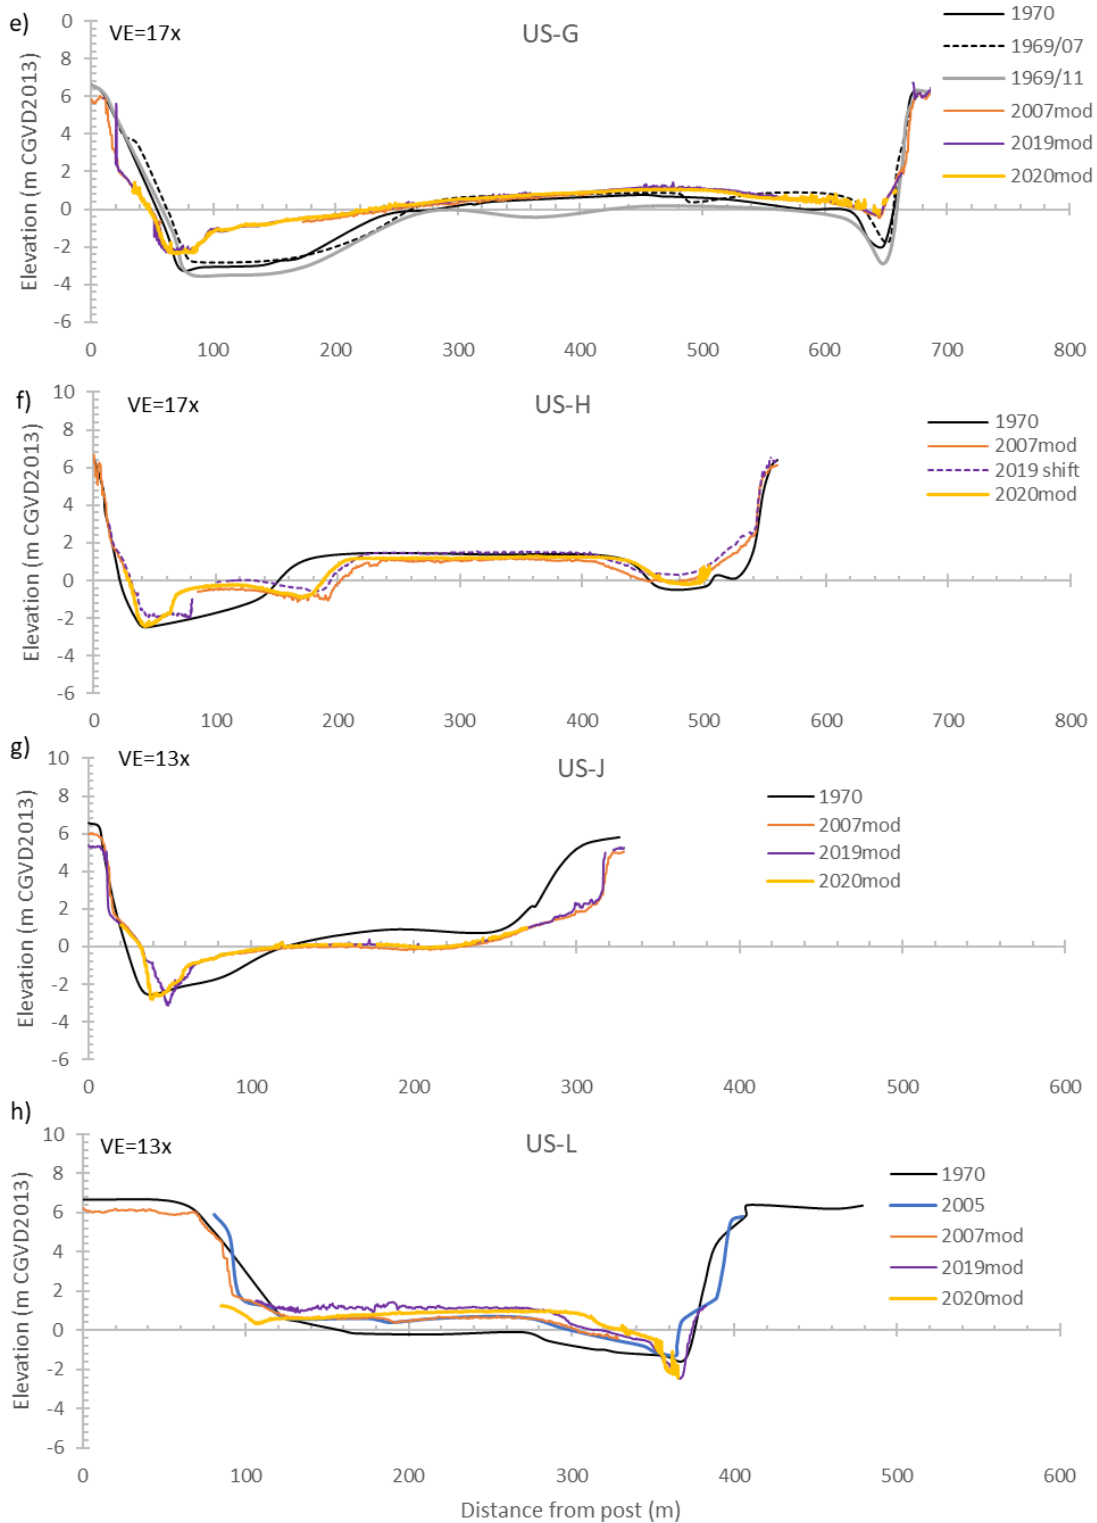 e)
VE=17x
US-G
1970
1969/07
1969/11
2007mod
2019mod
2020mod
Elevation (m CGVD2013)
0
8
6
4
2
0
-2
-4
-6
0 100 200 300 400 500 600 700 800
f)
VE=17x
US-H
1970
2007mod
2019 shift
2020mod
Elevation (m CGVD2013)
10
8
6
4
2
0
-2
-4
-6
0 100 200 300 400 500 600 700 800
g)
VE=13x
US-J
1970
2007mod
2019mod
2020mod
Elevation (m CGVD2013)
10
8
6
4
2
0
-2
-4
-6
0 100 200 300 400 500 600
h)
VE=13x
US-L
1970
2005
2007mod
2019mod
2020mod
Elevation (m CGVD2013)
10
8
6
4
2
0
-2
-4
-6
0 100 200 300 400 500 600
Distance from post (m)